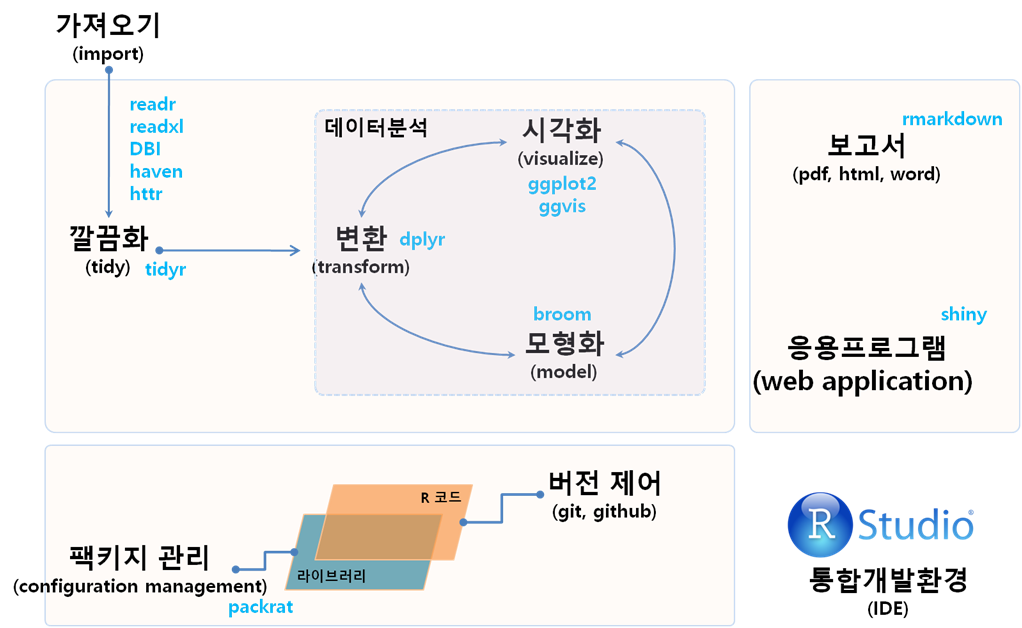 가져오기
(import)
readr
readxl
DBI
haven
httr
깔끔화
(tidy)
tidyr
데이터분석
시각화
(visualize)
ggplot2
ggvis
변환
dplyr
(transform)
broom
모형화
(model)
rmarkdown
보고서
(pdf, html, word)
shiny
응용프로그램
(web application)
버전 제어
(git, github)
R 코드
라이브러리
팩키지 관리
(configuration management)
packrat
R Studio®
통합개발환경
(IDE)